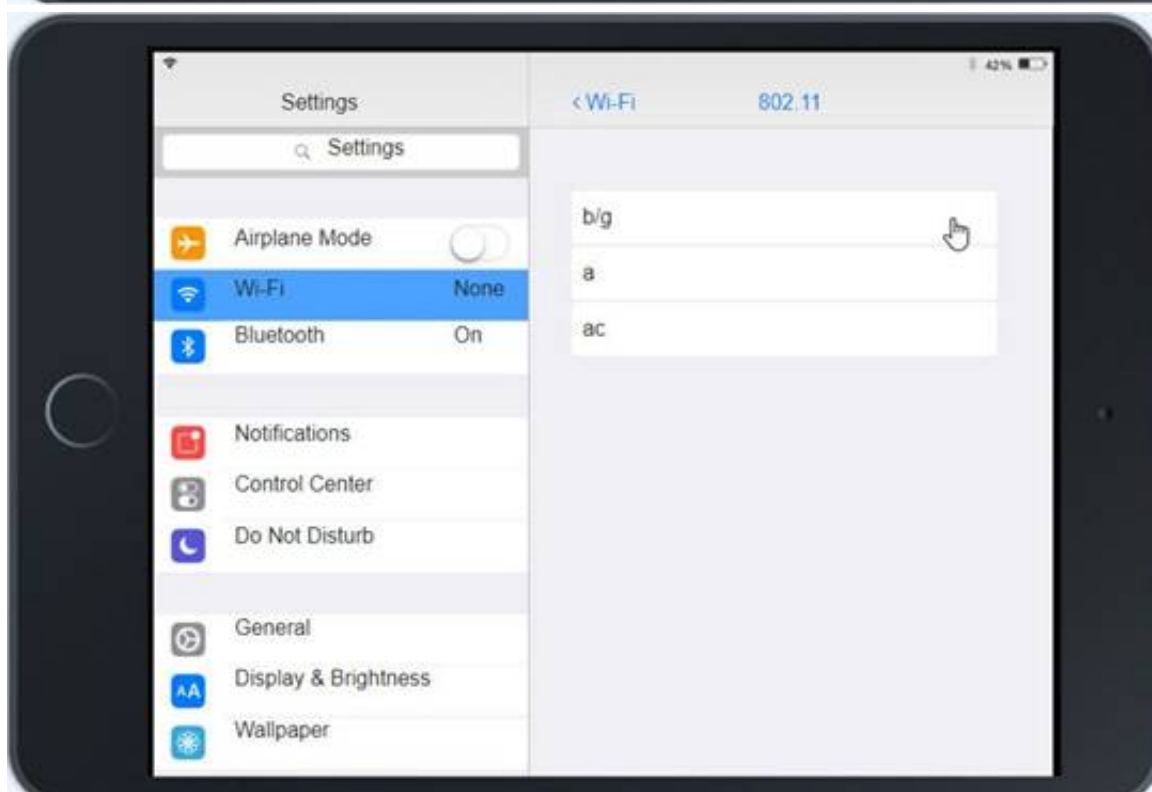 42%
Settings
< Wi-Fi
802.11
Settings
Airplane Mode
Wi-Fi
None
Bluetooth
On
Notifications
Control Center
Do Not Disturb
General
AA
Display & Brightness
Wallpaper
b/g
a
ac